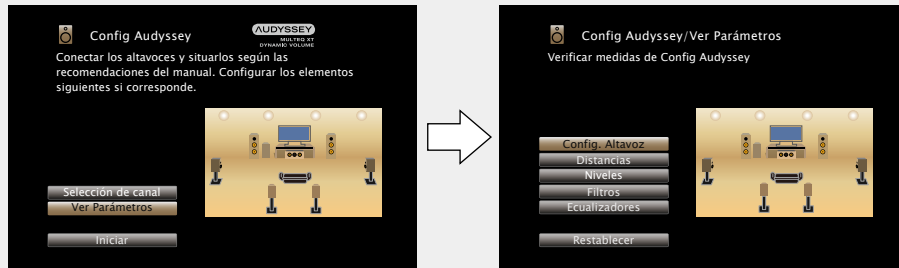 Config Audyssey
AUDYSSEY
MULTEQ XT
DYNAMIC VOLUME
Conectar los altavoces y situarlos según las
recomendaciones del manual. Configurar los elementos
siguientes si corresponde.
Selección de canal
Ver Parámetros
Iniciar
Config Audyssey/Ver Parámetros
Verificar medidas de Config Audyssey
Config. Altavoz
Distancias
Niveles
Filtros
Ecualizadores
Restablecer